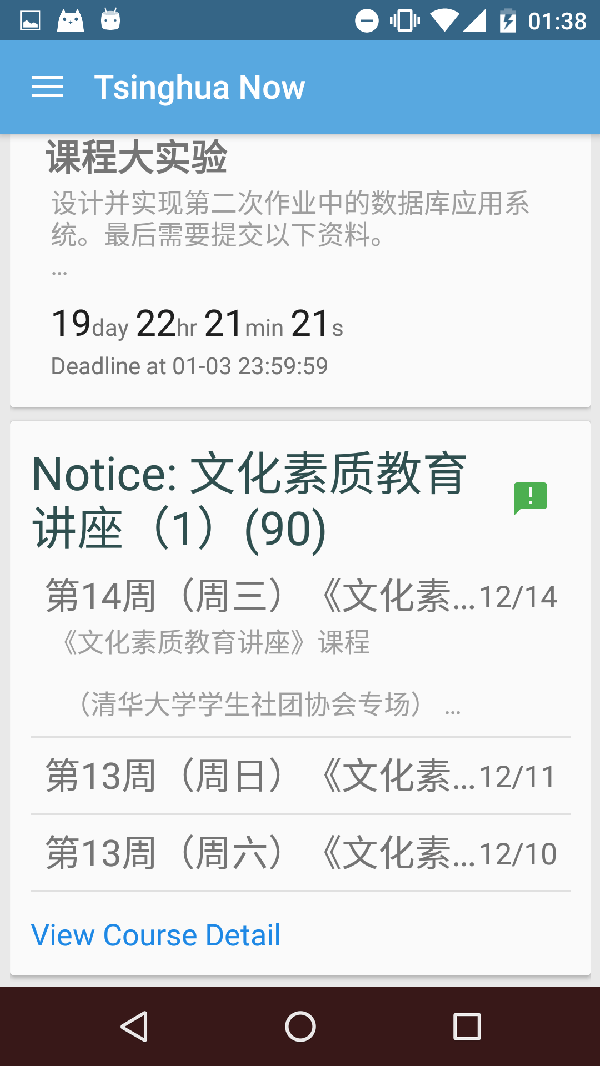 01:38
Tsinghua Now
课程大实验
设计并实现第二次作业中的数据库应用系
统。最后需要提交以下资料。
...
19day 22hr 21min 21s
Deadline at 01-03 23:59:59
Notice: 文化素质教育
讲座（1）(90)
第14周（周三）《文化素...12/14
《文化素质教育讲座》课程
（清华大学学生社团协会专场） ...
第13周（周日）《文化素...12/11
第13周（周六）《文化素...12/10
View Course Detail